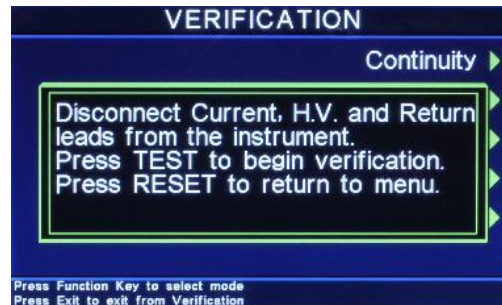 VERIFICATION
Continuity
Disconnect Current, H.V. and Return
leads from the instrument.
Press TEST to begin verification.
Press RESET to return to menu.
Press Function Key to select mode
Press Exit to exit from Verification